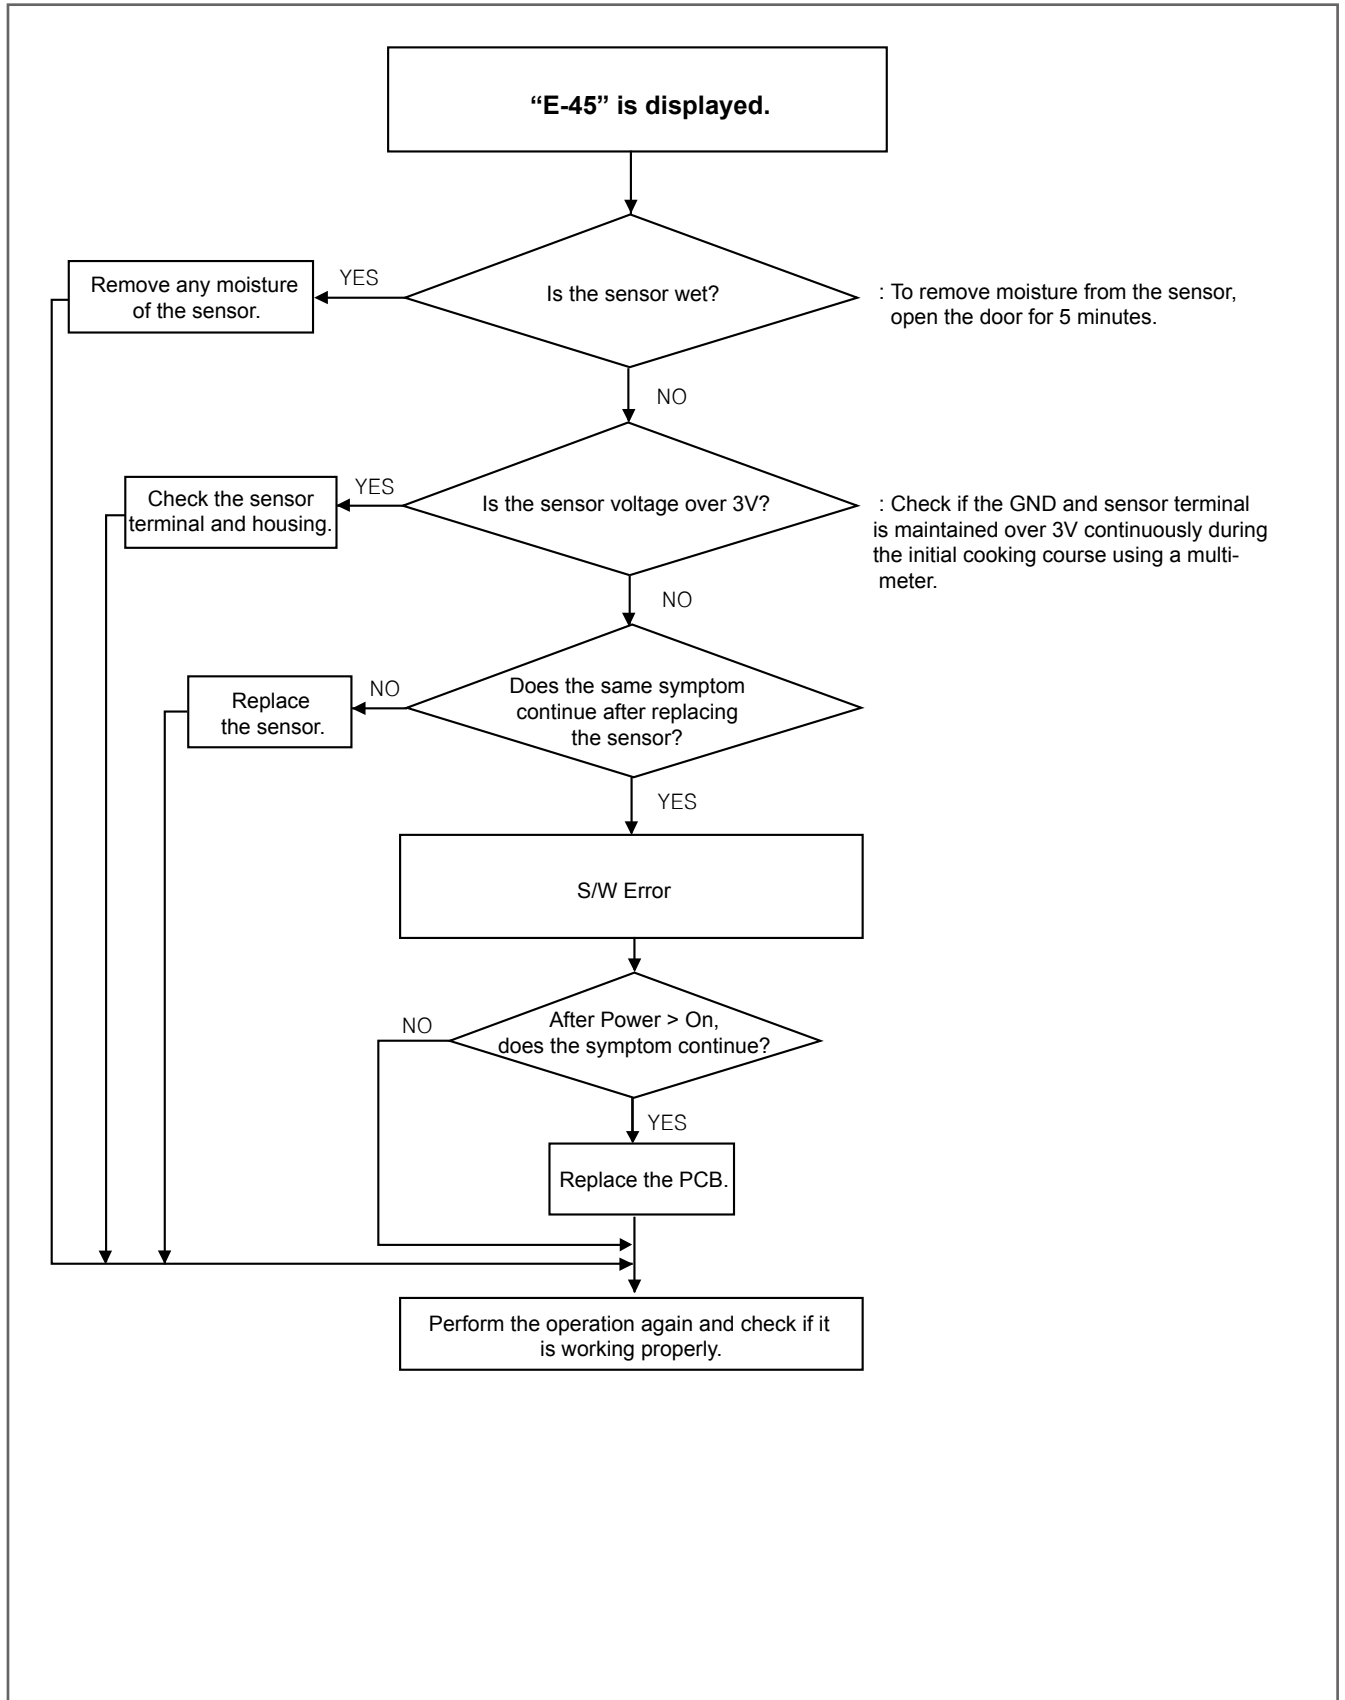 “E-45” is displayed.
Is the sensor wet?
YES
Remove any moisture
of the sensor.
: To remove moisture from the sensor,
open the door for 5 minutes.
NO
Is the sensor voltage over 3V?
YES
Check the sensor
terminal and housing.
: Check if the GND and sensor terminal
is maintained over 3V continuously during
the initial cooking course using a multi-
meter.
NO
Does the same symptom
continue after replacing
the sensor?
NO
Replace
the sensor.
YES
S/W Error
After Power > On,
does the symptom continue?
NO
YES
Replace the PCB.
Perform the operation again and check if it
is working properly.